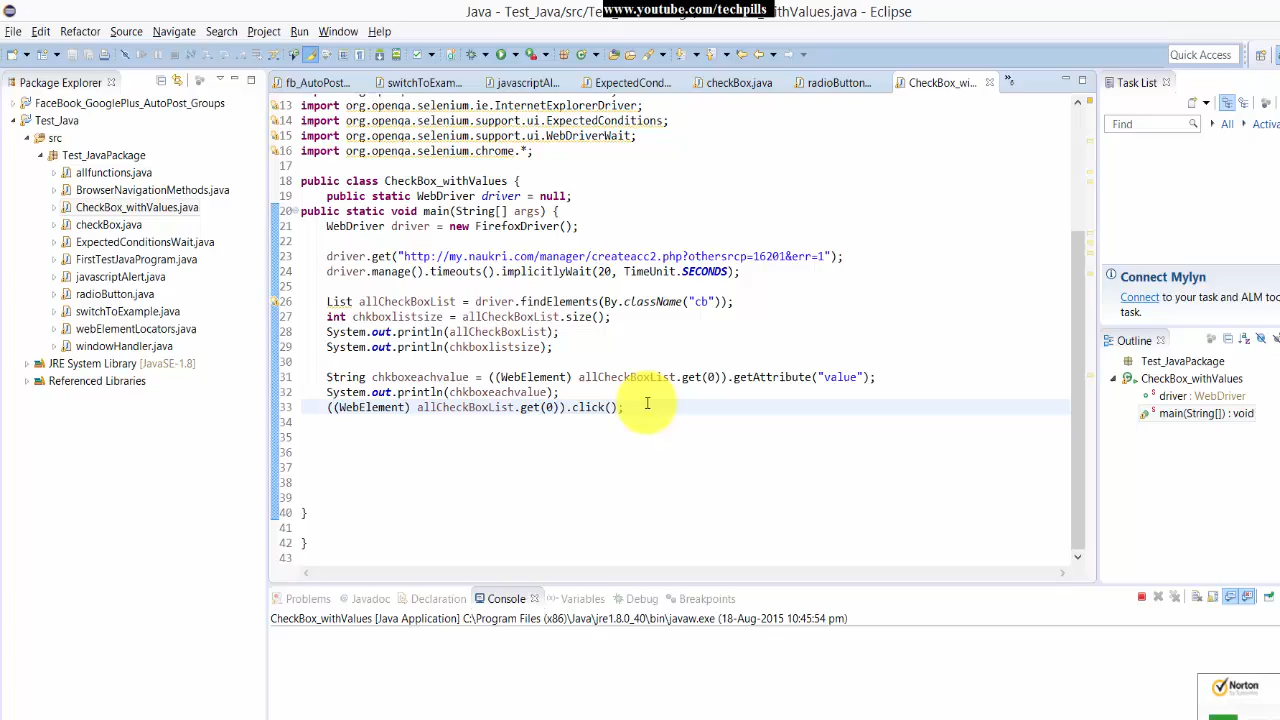 www.youtube.com/techpills
Java - Test_Java/src/Tes withValues.java - Eclipse
File Edit Refactor Source Navigate Search Project Run Window Help
Quick Access
Package Explorer
fb_AutoPost... switchToExam... javascriptAl... ExpectedCond... checkBox.java radioButton... CheckBox_wi...
Task List
FaceBook_GooglePlus_AutoPost_Groups
Test_Java
src
Test_JavaPackage
allfunctions.java
BrowserNavigationMethods.java
CheckBox_withValues.java
checkBox.java
ExpectedConditionsWait.java
FirstTestJavaProgram.java
javascriptAlert.java
radioButton.java
switchToExample.java
webElementLocators.java
windowHandler.java
JRE System Library [JavaSE-1.8]
Referenced Libraries
13 import org.openqa.selenium.ie.InternetExplorerDriver;
14 import org.openqa.selenium.support.ui.ExpectedConditions;
15 import org.openqa.selenium.support.ui.WebDriverWait;
16 import org.openqa.selenium.chrome.*;
17
18 public class CheckBox_withValues {
19 public static WebDriver driver = null;
20 public static void main(String[] args) {
21 WebDriver driver = new FirefoxDriver();
22
23 driver.get("http://my.naukri.com/manager/createacc2.php?othersrcp=16201&err=1");
24 driver.manage().timeouts().implicitlyWait(20, TimeUnit.SECONDS);
25
26 List allCheckBoxList = driver.findElements(By.className("cb"));
27 int chkboxlistsize = allCheckBoxList.size();
28 System.out.println(allCheckBoxList);
29 System.out.println(chkboxlistsize);
30
31 String chkboxeachvalue = ((WebElement) allCheckBoxList.get(0)).getAttribute("value");
32 System.out.println(chkboxeachvalue);
33 ((WebElement) allCheckBoxList.get(0)).click();
34
35
36
37
38
39
40 }
41
42 }
43
Find All Activa
Connect Mylyn
Connect to your task and ALM too
task.
Outline
Test_JavaPackage
CheckBox_withValues
driver : WebDriver
main(String[]) : void
Problems Javadoc Declaration Console Variables Debug Breakpoints
CheckBox_withValues [Java Application] C:\Program Files (x86)\Java\jre1.8.0_40\bin\javaw.exe (18-Aug-2015 10:45:54 pm)
Norton